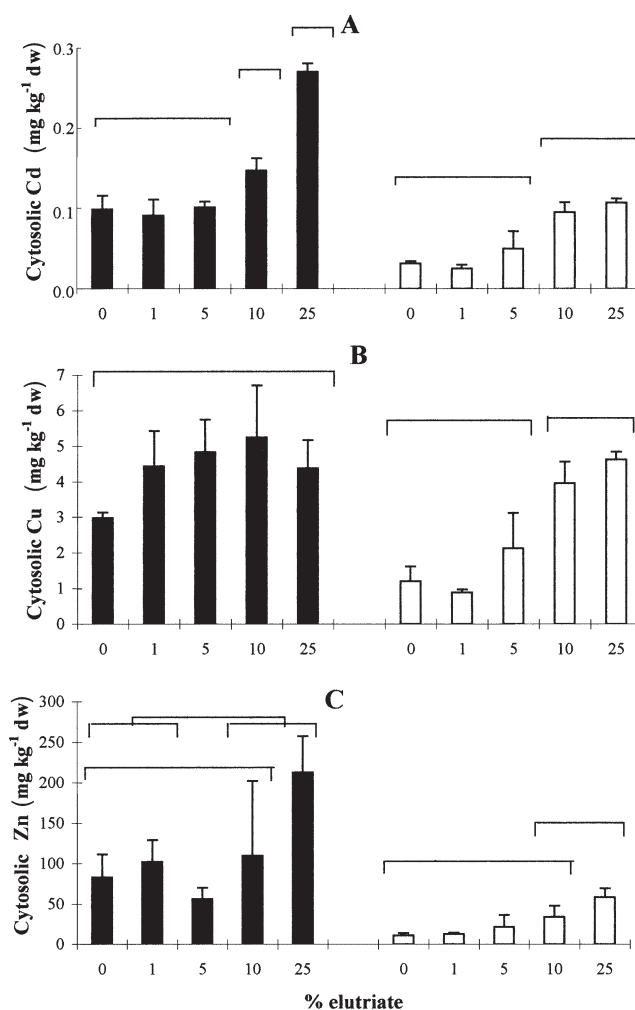 A
Cytosolic Cd (mg kg-1 dw)
0.3
0.2
0.1
0.0
0 1 5 10 25 0 1 5 10 25
B
Cytosolic Cu (mg kg-1 dw)
7
6
5
4
3
2
1
0
0 1 5 10 25 0 1 5 10 25
C
Cytosolic Zn (mg kg-1 dw)
300
250
200
150
100
50
0
0 1 5 10 25 0 1 5 10 25
% elutriate